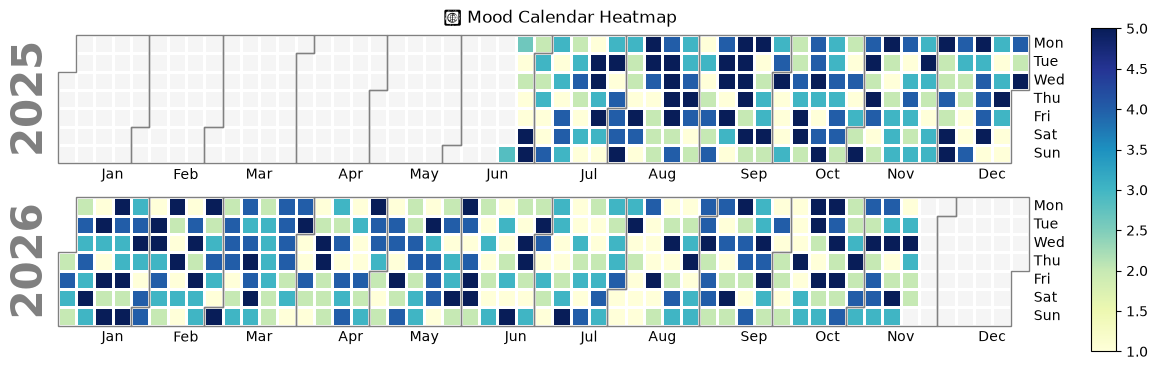 Mood Calendar Heatmap
2025
Mon
Tue
Wed
Thu
Fri
Sat
Sun
Jan Feb Mar Apr May Jun Jul Aug Sep Oct Nov Dec
2026
Mon
Tue
Wed
Thu
Fri
Sat
Sun
Jan Feb Mar Apr May Jun Jul Aug Sep Oct Nov Dec
5.0
4.5
4.0
3.5
3.0
2.5
2.0
1.5
1.0